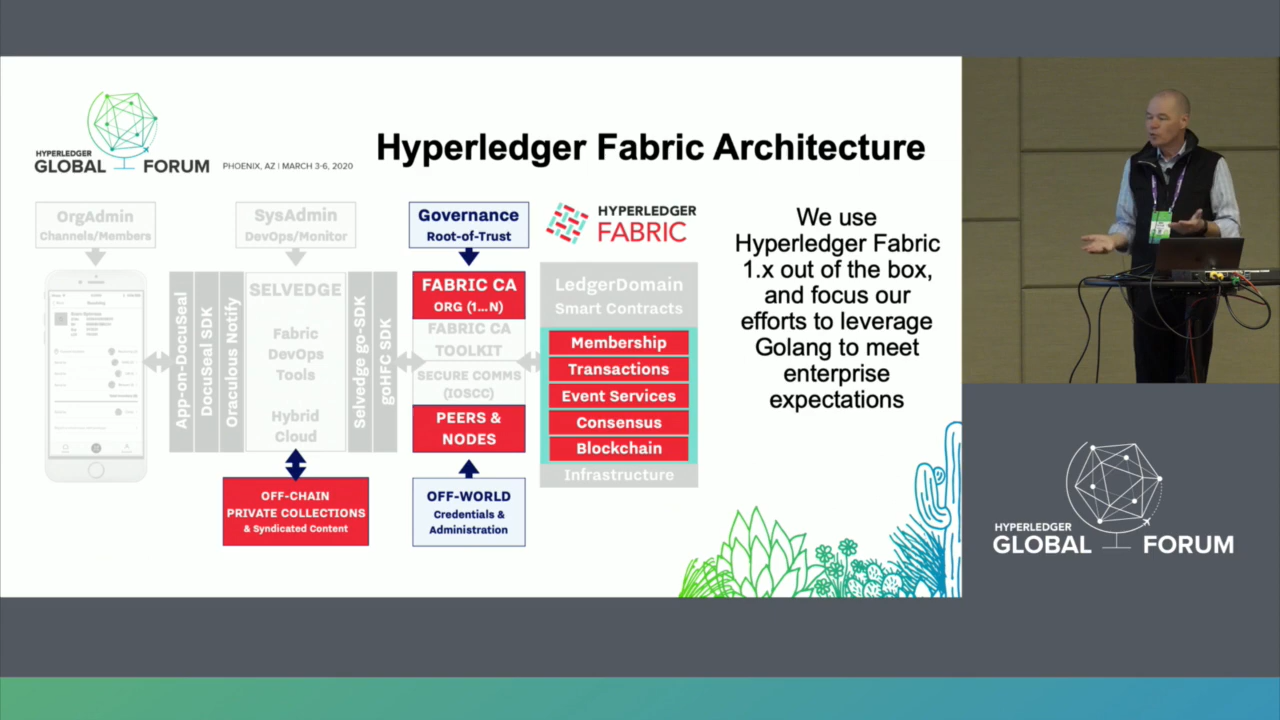 HYPERLEDGER
GLOBAL FORUM
PHOENIX, AZ | MARCH 3-6, 2020
Hyperledger Fabric Architecture
OrgAdmin
Channels/Members
SysAdmin
DevOps/Monitor
Governance
Root-of-Trust
HYPERLEDGER
FABRIC
App-on-DocuSeal
DocuSeal SDK
Oraculous Notify
SELVEDGE
Fabric
DevOps
Tools
Hybrid
Cloud
Selvedge go-SDK
goHFC SDK
FABRIC CA
ORG (1...N)
FABRIC CA
TOOLKIT
SECURE COMMS
(IOSCC)
PEERS &
NODES
LedgerDomain
Smart Contracts
Membership
Transactions
Event Services
Consensus
Blockchain
Infrastructure
OFF-CHAIN
PRIVATE COLLECTIONS
& Syndicated Content
OFF-WORLD
Credentials &
Administration
We use
Hyperledger Fabric
1.x out of the box,
and focus our
efforts to leverage
Golang to meet
enterprise
expectations
HYPERLEDGER
GLOBAL FORUM